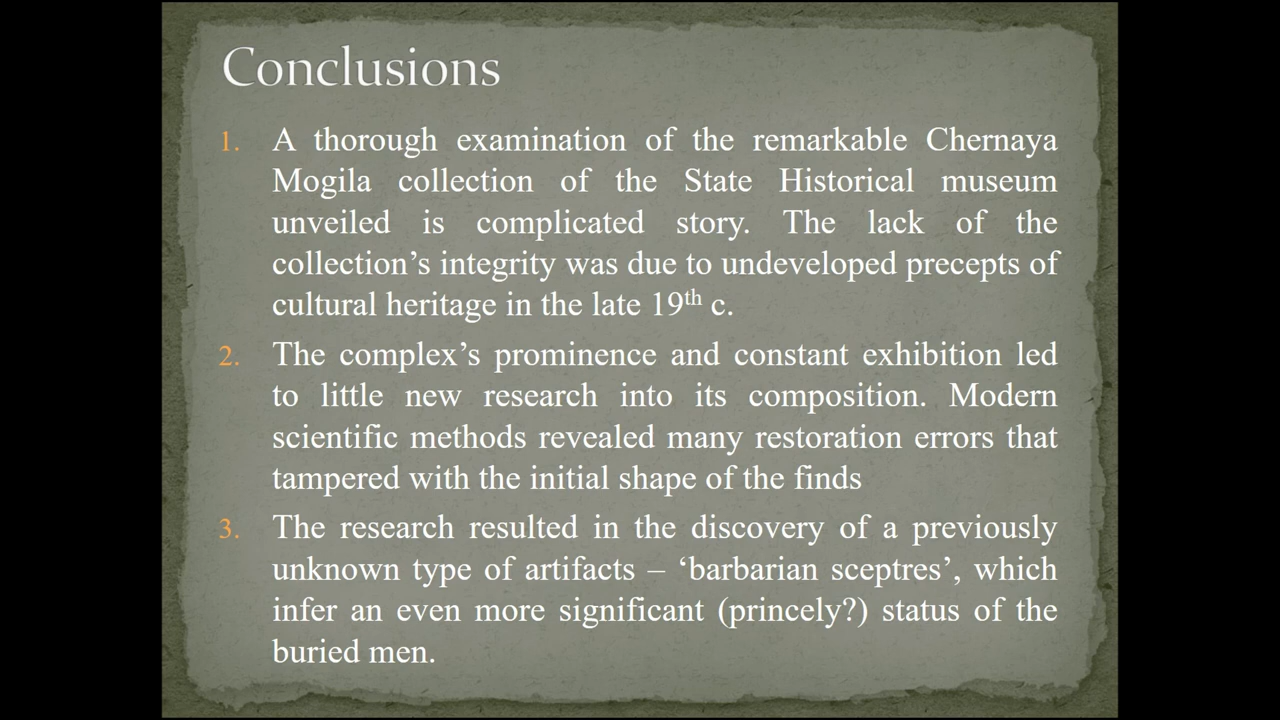 Conclusions
1. A thorough examination of the remarkable Chernaya
Mogila collection of the State Historical museum
unveiled is complicated story. The lack of the
collection’s integrity was due to undeveloped precepts of
cultural heritage in the late 19th c.
2. The complex’s prominence and constant exhibition led
to little new research into its composition. Modern
scientific methods revealed many restoration errors that
tampered with the initial shape of the finds
3. The research resulted in the discovery of a previously
unknown type of artifacts – ‘barbarian sceptres’, which
infer an even more significant (princely?) status of the
buried men.